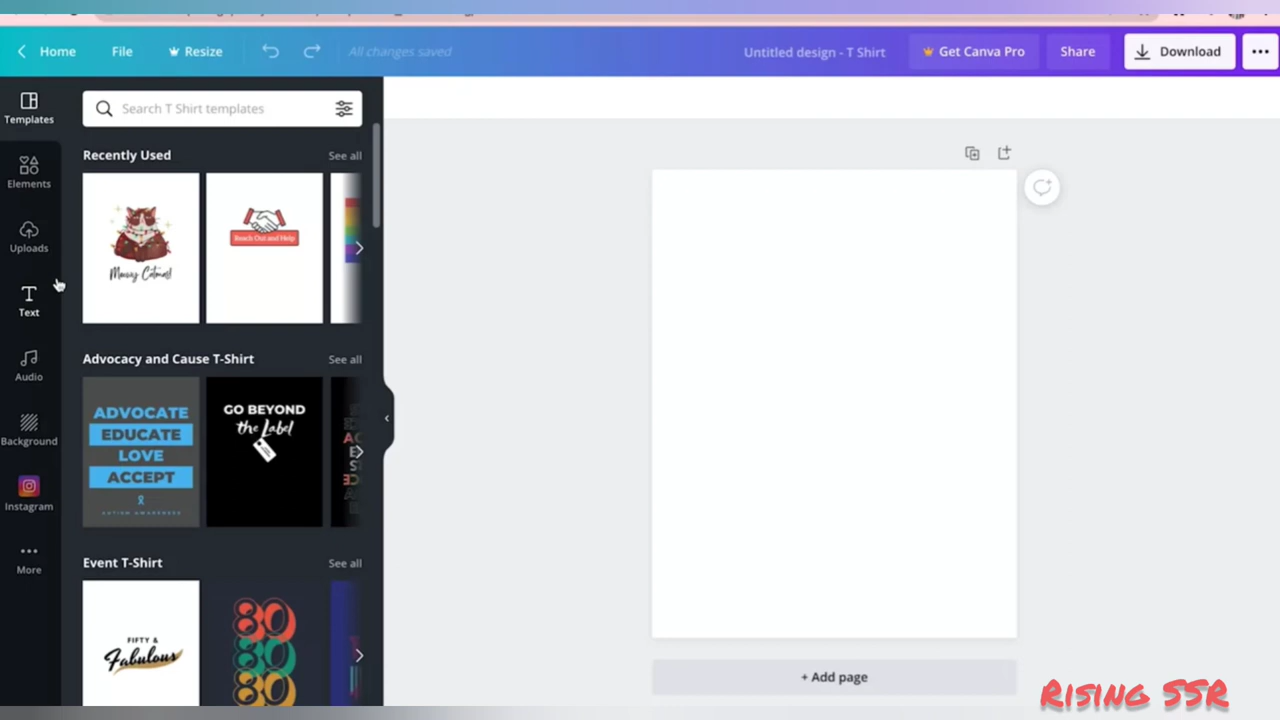 Home
File
Resize
All changes saved
Untitled design - T Shirt
Get Canva Pro
Share
Download
Templates
Elements
Uploads
Text
Audio
Background
Instagram
More
Search T Shirt templates
Recently Used
See all
Meowy Catmas!
Reach Out and Help
Advocacy and Cause T-Shirt
See all
ADVOCATE
EDUCATE
LOVE
ACCEPT
AUTISM AWARENESS
GO BEYOND
the Label
Event T-Shirt
See all
FIFTY &
Fabulous
80
80
80
+ Add page
Rising SSR